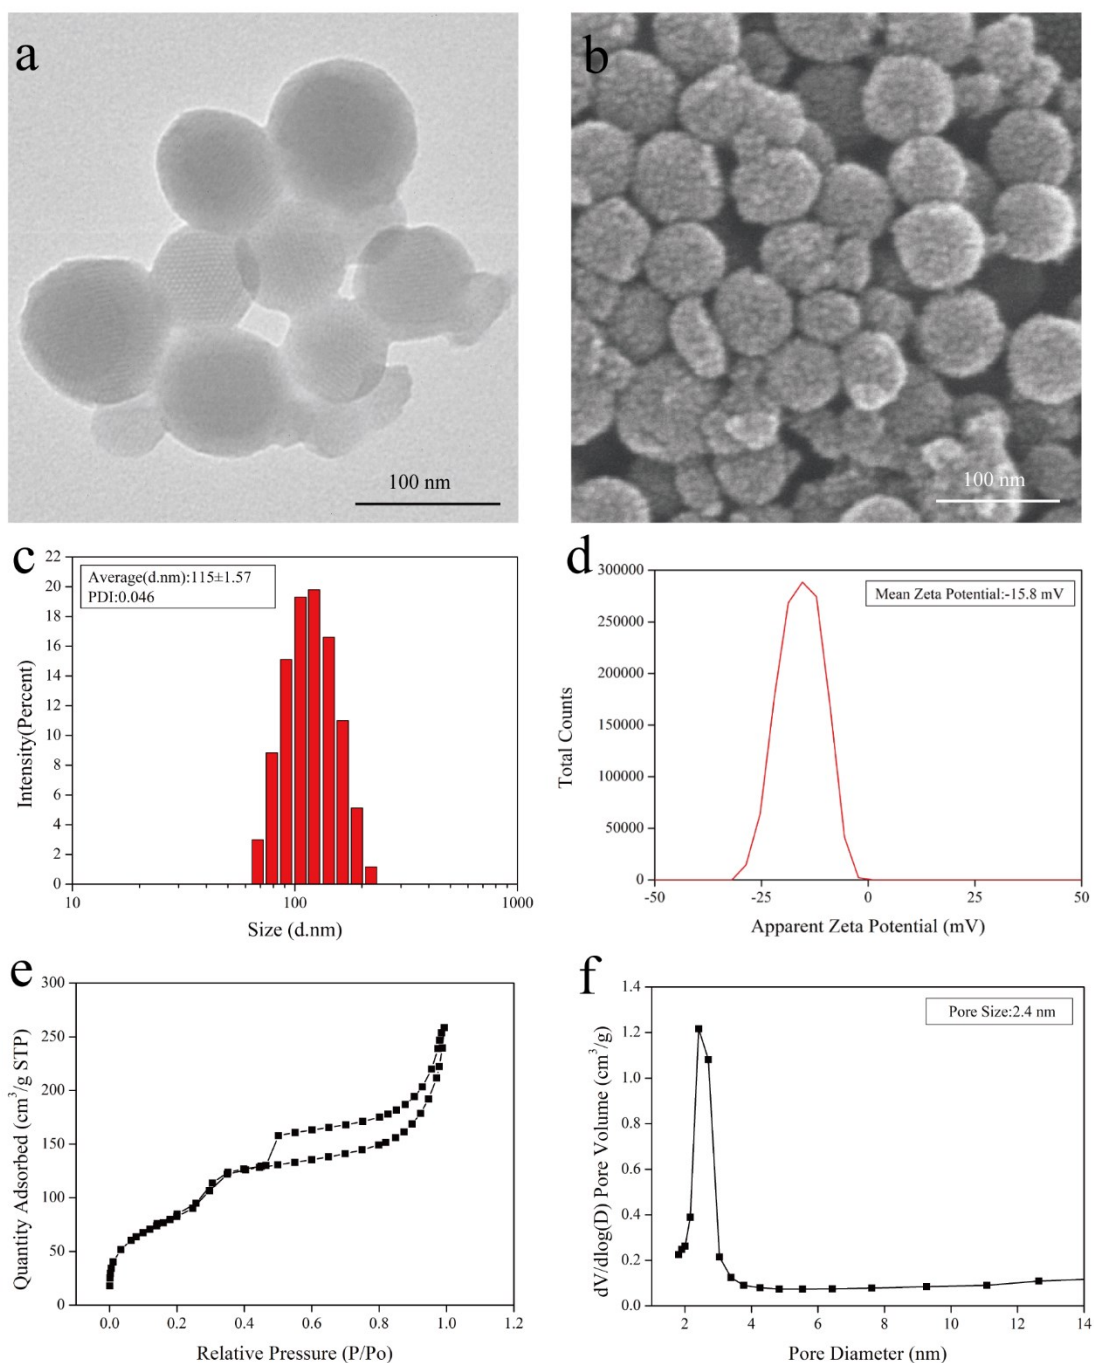 a
100 nm
b
100 nm
c
Average(d.nm):115±1.57
PDI:0.046
22
20
18
16
14
12
10
8
6
4
2
0
Intensity(Percent)
10
100
1000
Size (d.nm)
d
Mean Zeta Potential:-15.8 mV
300000
250000
200000
150000
100000
50000
0
Total Counts
-50
-25
0
25
50
Apparent Zeta Potential (mV)
e
300
250
200
150
100
50
0
Quantity Adsorbed (cm³/g STP)
0.0
0.2
0.4
0.6
0.8
1.0
1.2
Relative Pressure (P/Po)
f
Pore Size:2.4 nm
1.4
1.2
1.0
0.8
0.6
0.4
0.2
0.0
dV/dlog(D) Pore Volume (cm³/g)
2
4
6
8
10
12
14
Pore Diameter (nm)